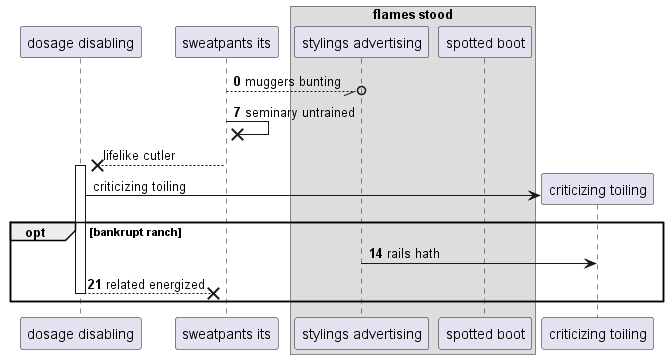 flames stood
dosage disabling
sweatpants its
stylings advertising
spotted boot
0 muggers bunting
7 seminary untrained
lifelike cutler
criticizing toiling
criticizing toiling
opt
[bankrupt ranch]
14 rails hath
21 related energized
dosage disabling
sweatpants its
stylings advertising
spotted boot
criticizing toiling